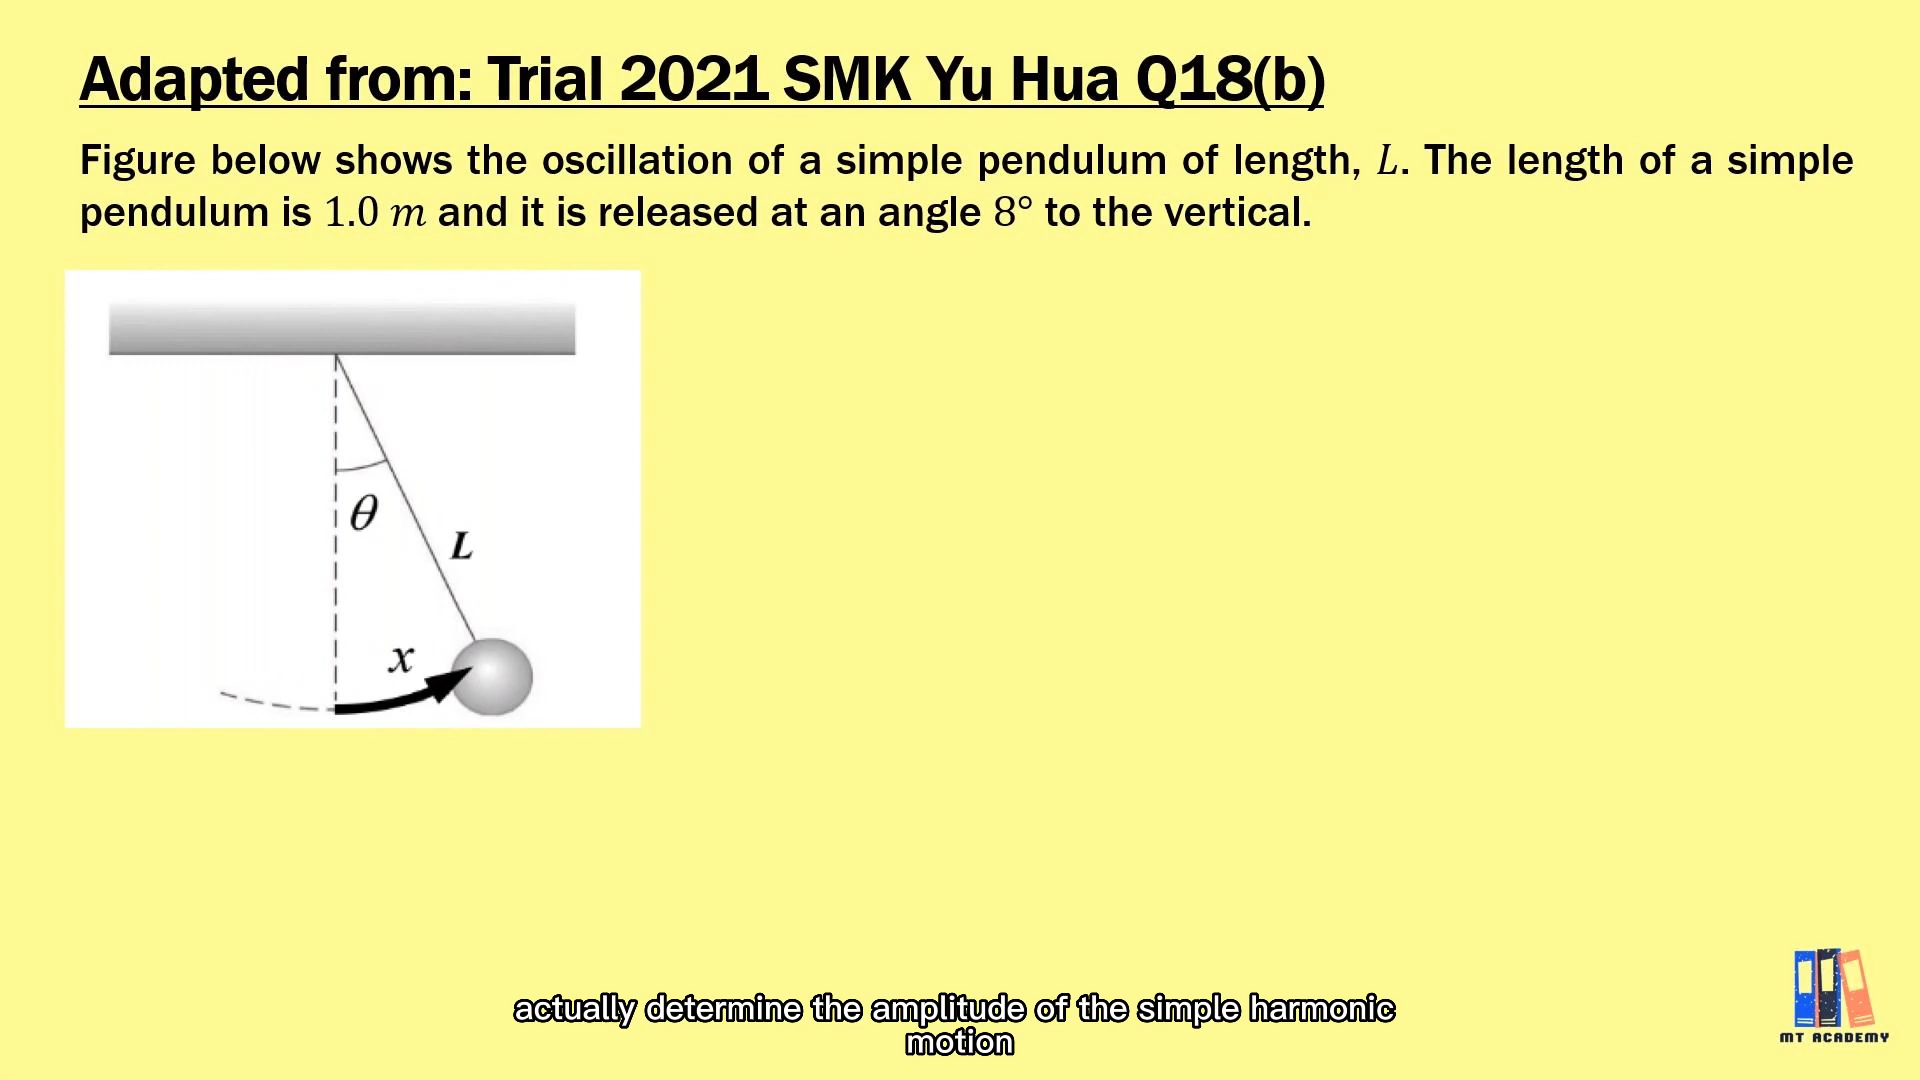 Adapted from: Trial 2021 SMK Yu Hua Q18(b)
Figure below shows the oscillation of a simple pendulum of length, L. The length of a simple
pendulum is 1.0 m and it is released at an angle 8° to the vertical.
θ
L
x
actually determine the amplitude of the simple harmonic
motion
MT ACADEMY